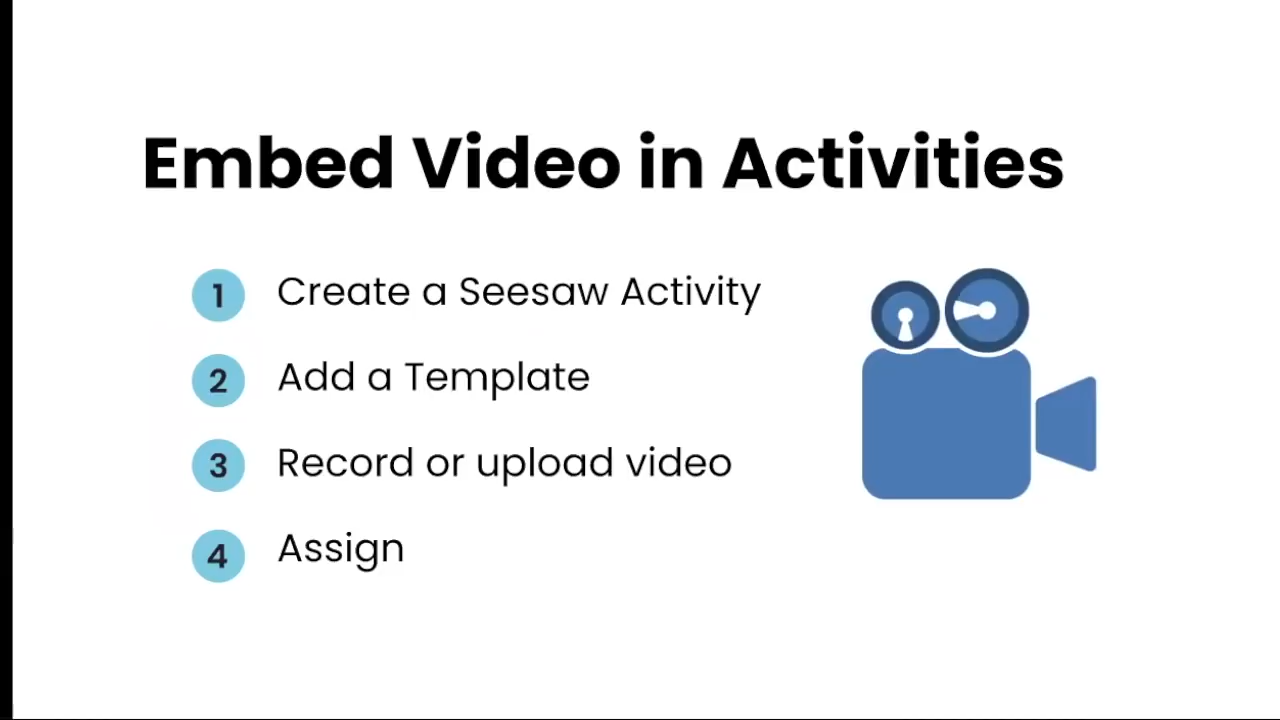 Embed Video in Activities
1 Create a Seesaw Activity
2 Add a Template
3 Record or upload video
4 Assign